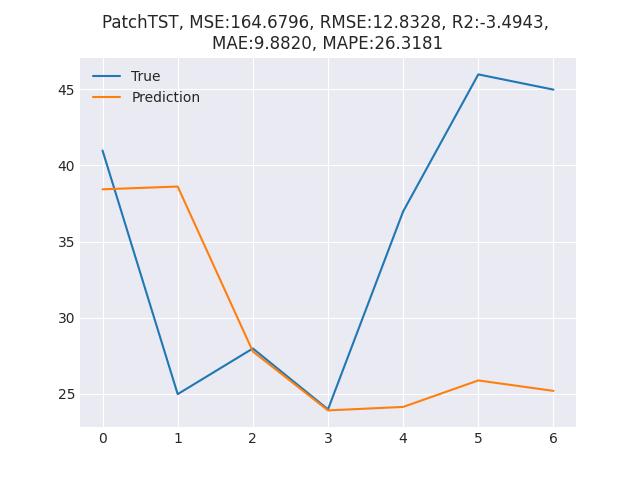 PatchTST, MSE:164.6796, RMSE:12.8328, R2:-3.4943,
MAE:9.8820, MAPE:26.3181
True
Prediction
45
40
35
30
25
0 1 2 3 4 5 6